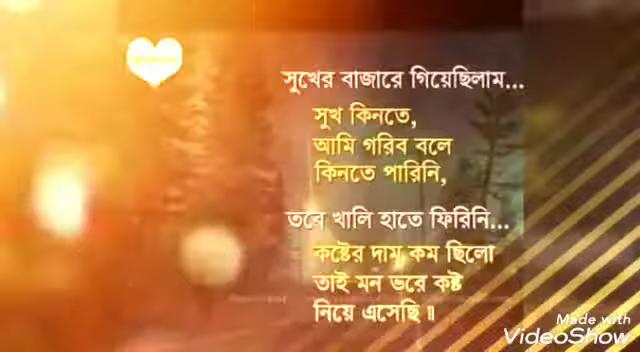 সুখের বাজারে গিয়েছিলাম...
সুখ কিনতে,
আমি গরিব বলে
কিনতে পারিনি,
তবে খালি হাতে ফিরিনি...
কষ্টের দাম কম ছিলো
তাই মন ভরে কষ্ট
নিয়ে এসেছি॥
Made with
VideoShow